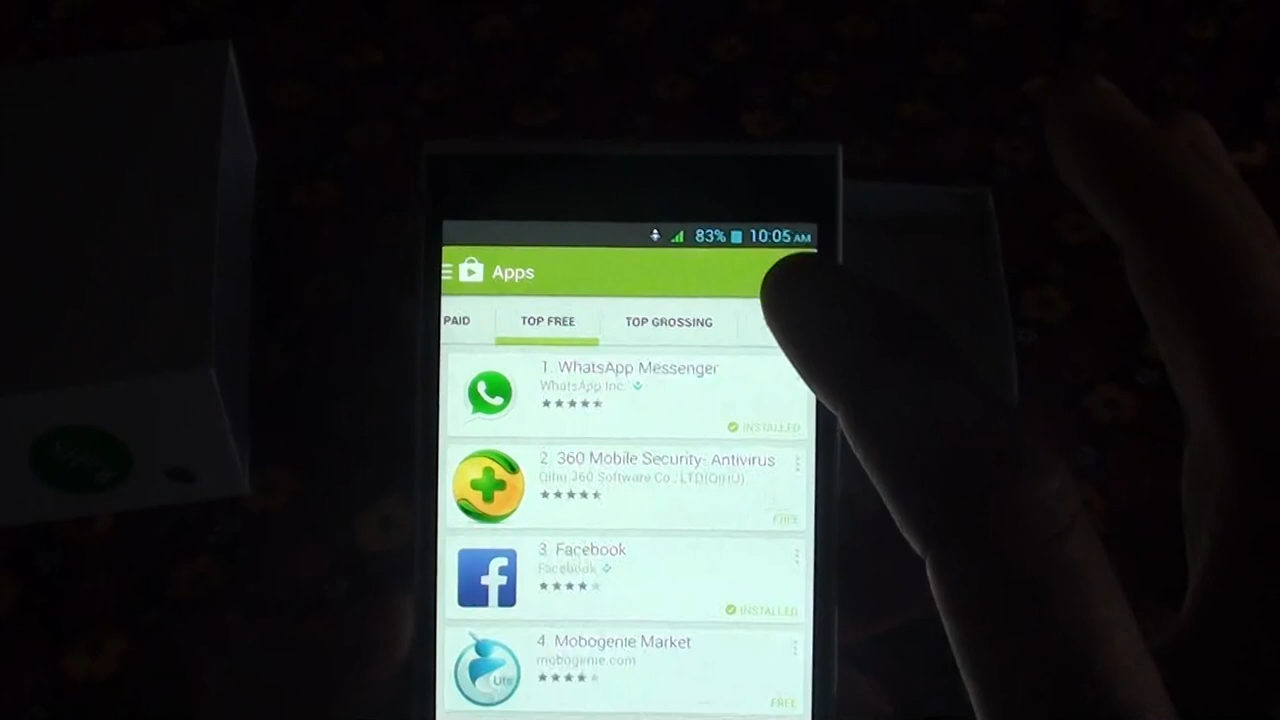 83% 10:05 AM
Apps
PAID TOP FREE TOP GROSSING
1. WhatsApp Messenger
WhatsApp Inc.
INSTALLED
2. 360 Mobile Security- Antivirus
Qihu 360 Software Co., LTD(QIHU)
FREE
3. Facebook
Facebook
INSTALLED
4. Mobogenie Market
mobogenie.com
Lite
FREE